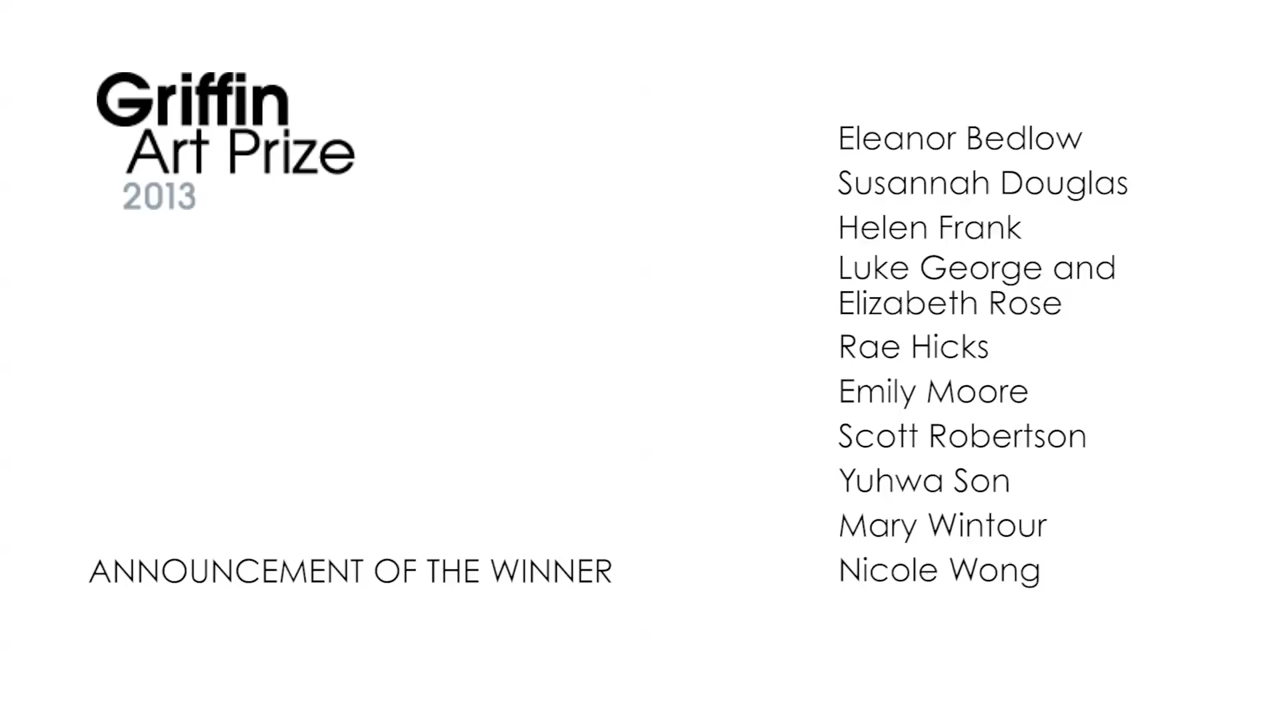 Griffin
Art Prize
2013
Eleanor Bedlow
Susannah Douglas
Helen Frank
Luke George and
Elizabeth Rose
Rae Hicks
Emily Moore
Scott Robertson
Yuhwa Son
Mary Wintour
Nicole Wong
ANNOUNCEMENT OF THE WINNER